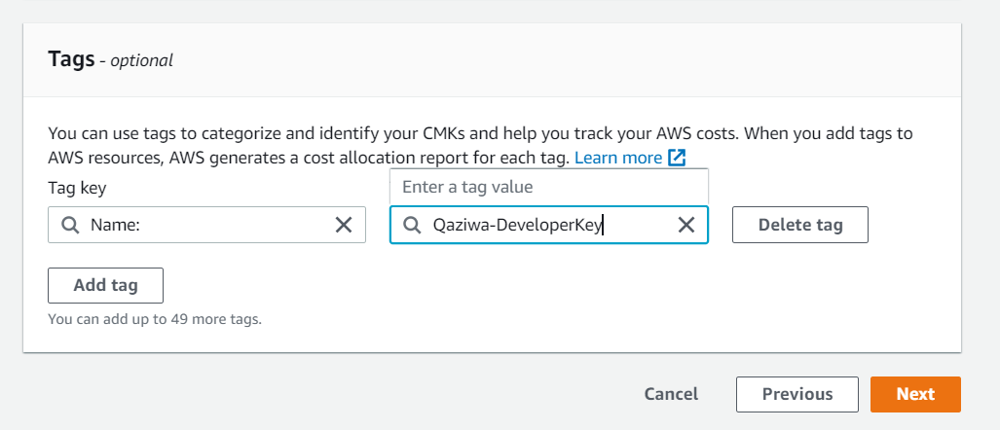 Tags - optional
You can use tags to categorize and identify your CMKs and help you track your AWS costs. When you add tags to
AWS resources, AWS generates a cost allocation report for each tag. Learn more
Tag key
Enter a tag value
Name:
Qaziwa-DeveloperKey
Delete tag
Add tag
You can add up to 49 more tags.
Cancel
Previous
Next